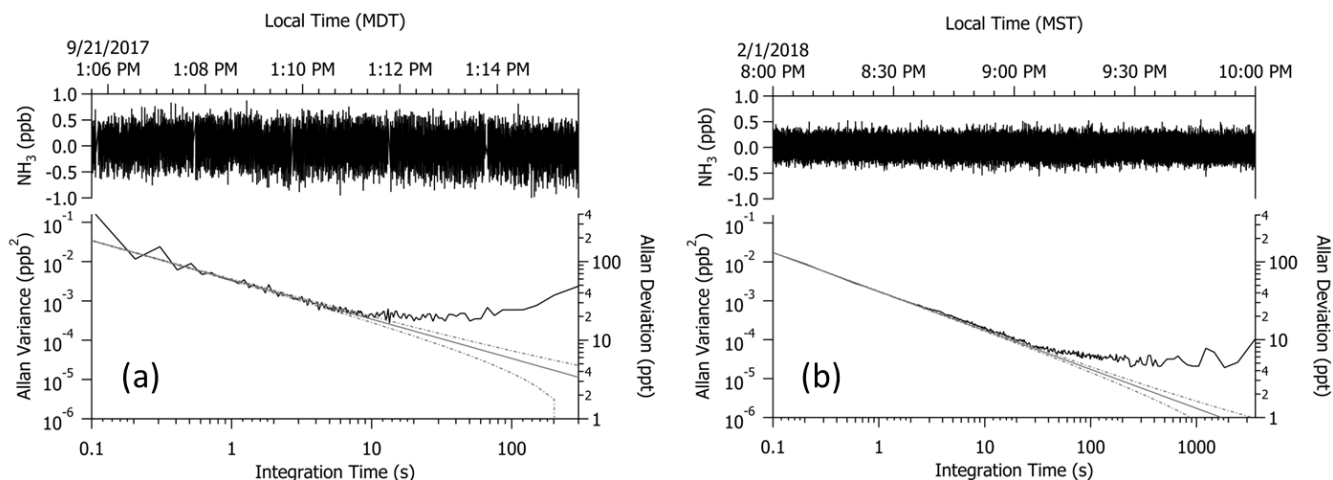 Local Time (MDT)
9/21/2017
1:06 PM 1:08 PM 1:10 PM 1:12 PM 1:14 PM
NH3 (ppb)
1.0
0.5
0.0
-0.5
-1.0
Allan Variance (ppb2)
10-1
10-2
10-3
10-4
10-5
10-6
(a)
4
2
100
4
2
10
4
2
1
Allan Deviation (ppt)
0.1 1 10 100
Integration Time (s)
Local Time (MST)
2/1/2018
8:00 PM 8:30 PM 9:00 PM 9:30 PM 10:00 PM
NH3 (ppb)
1.0
0.5
0.0
-0.5
-1.0
Allan Variance (ppb2)
10-1
10-2
10-3
10-4
10-5
10-6
(b)
4
2
100
4
2
10
4
2
1
Allan Deviation (ppt)
0.1 1 10 100 1000
Integration Time (s)